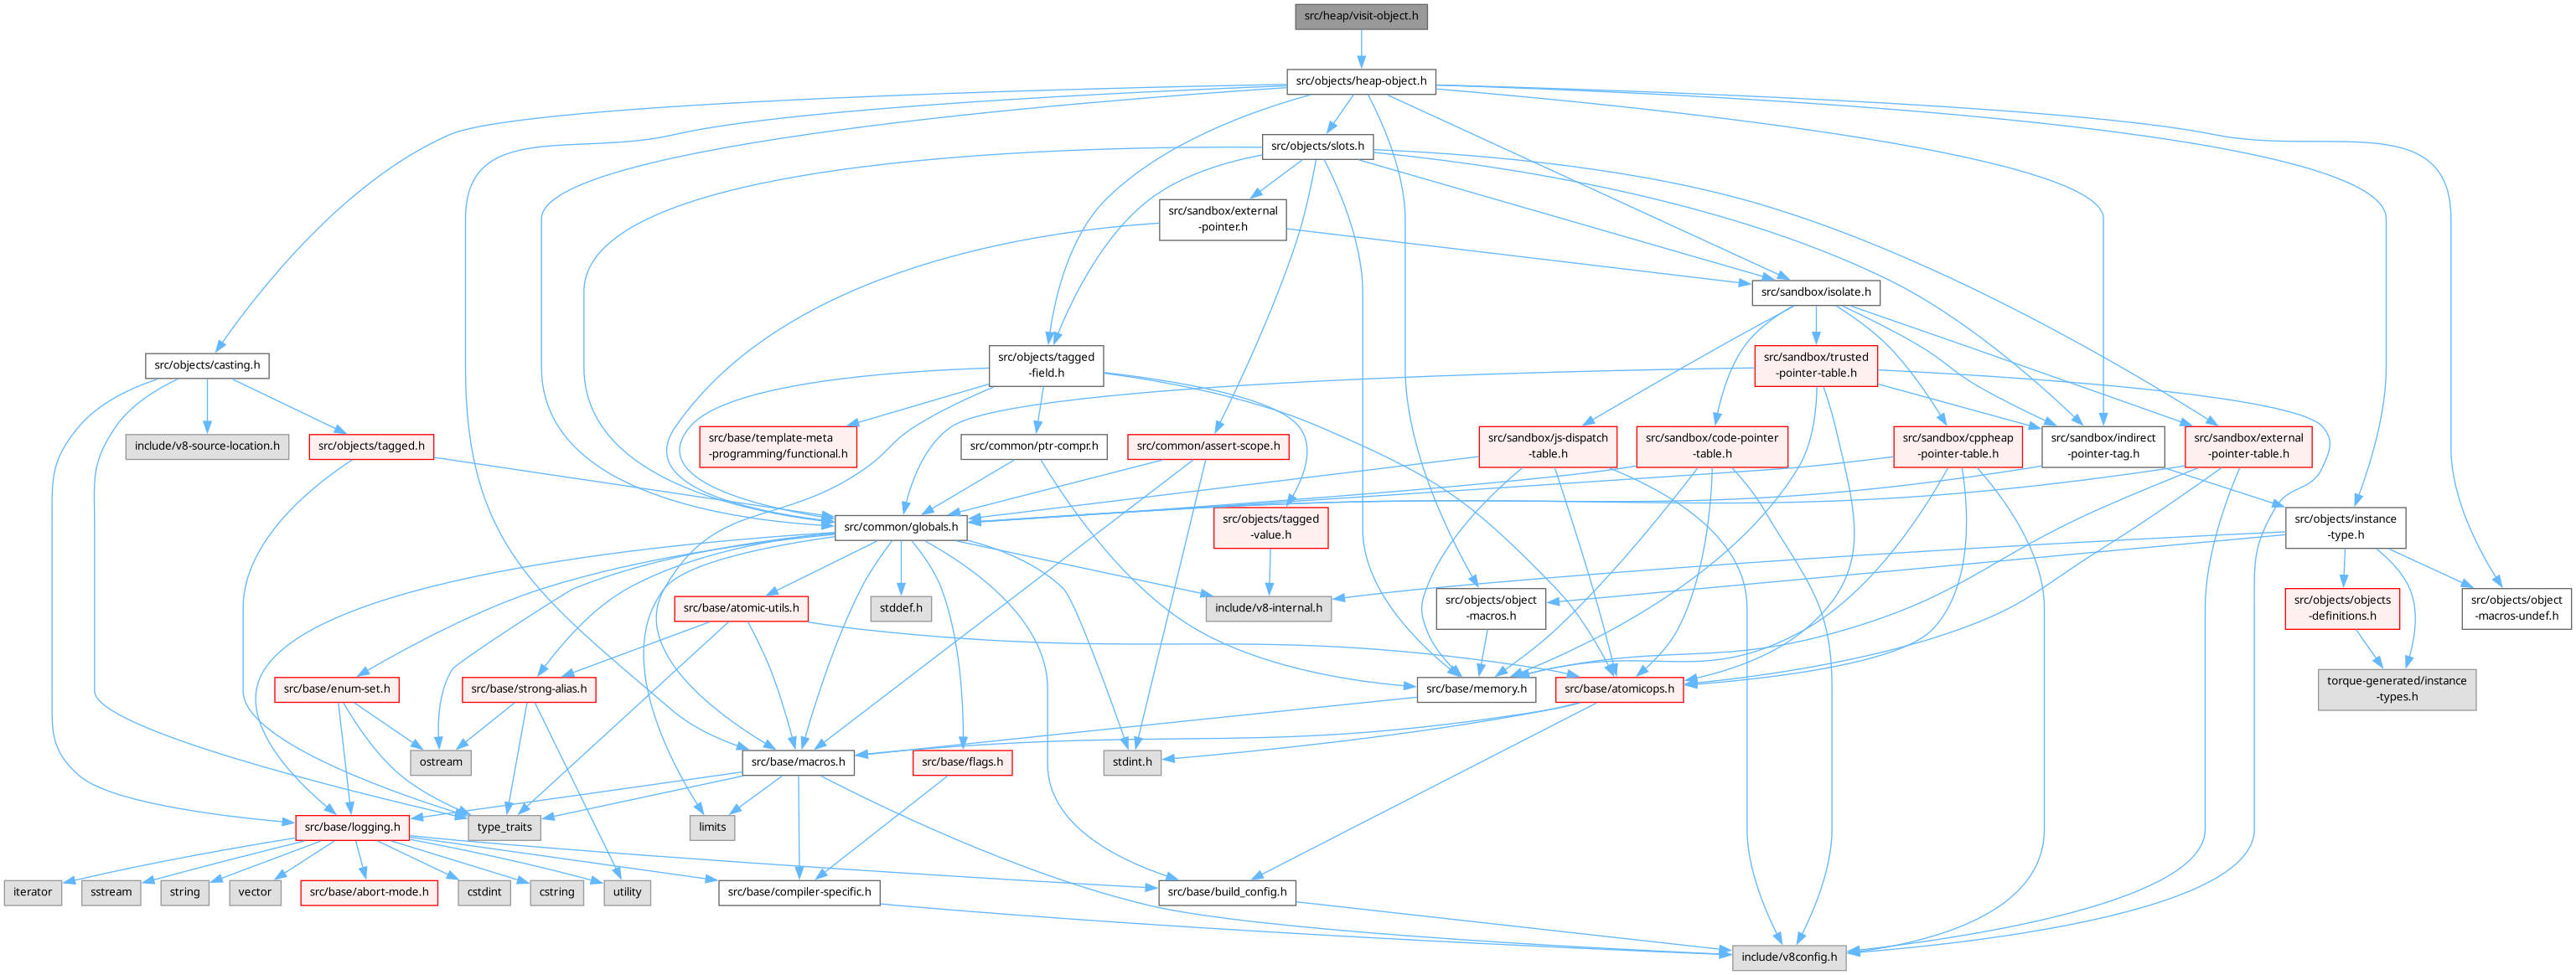 src/heap/visit-object.h
src/objects/heap-object.h
src/objects/slots.h
src/sandbox/external
-pointer.h
src/sandbox/isolate.h
src/objects/casting.h
src/objects/tagged
-field.h
src/sandbox/trusted
-pointer-table.h
include/v8-source-location.h
src/objects/tagged.h
src/base/template-meta
-programming/functional.h
src/common/ptr-compr.h
src/common/assert-scope.h
src/sandbox/js-dispatch
-table.h
src/sandbox/code-pointer
-table.h
src/sandbox/cppheap
-pointer-table.h
src/sandbox/indirect
-pointer-tag.h
src/sandbox/external
-pointer-table.h
src/common/globals.h
src/objects/tagged
-value.h
src/objects/instance
-type.h
src/base/atomic-utils.h
stddef.h
include/v8-internal.h
src/objects/object
-macros.h
src/objects/objects
-definitions.h
src/objects/object
-macros-undef.h
src/base/enum-set.h
src/base/strong-alias.h
src/base/memory.h
src/base/atomicops.h
torque-generated/instance
-types.h
ostream
src/base/macros.h
src/base/flags.h
stdint.h
src/base/logging.h
type_traits
limits
iterator
sstream
string
vector
src/base/abort-mode.h
cstdint
cstring
utility
src/base/compiler-specific.h
src/base/build_config.h
include/v8config.h